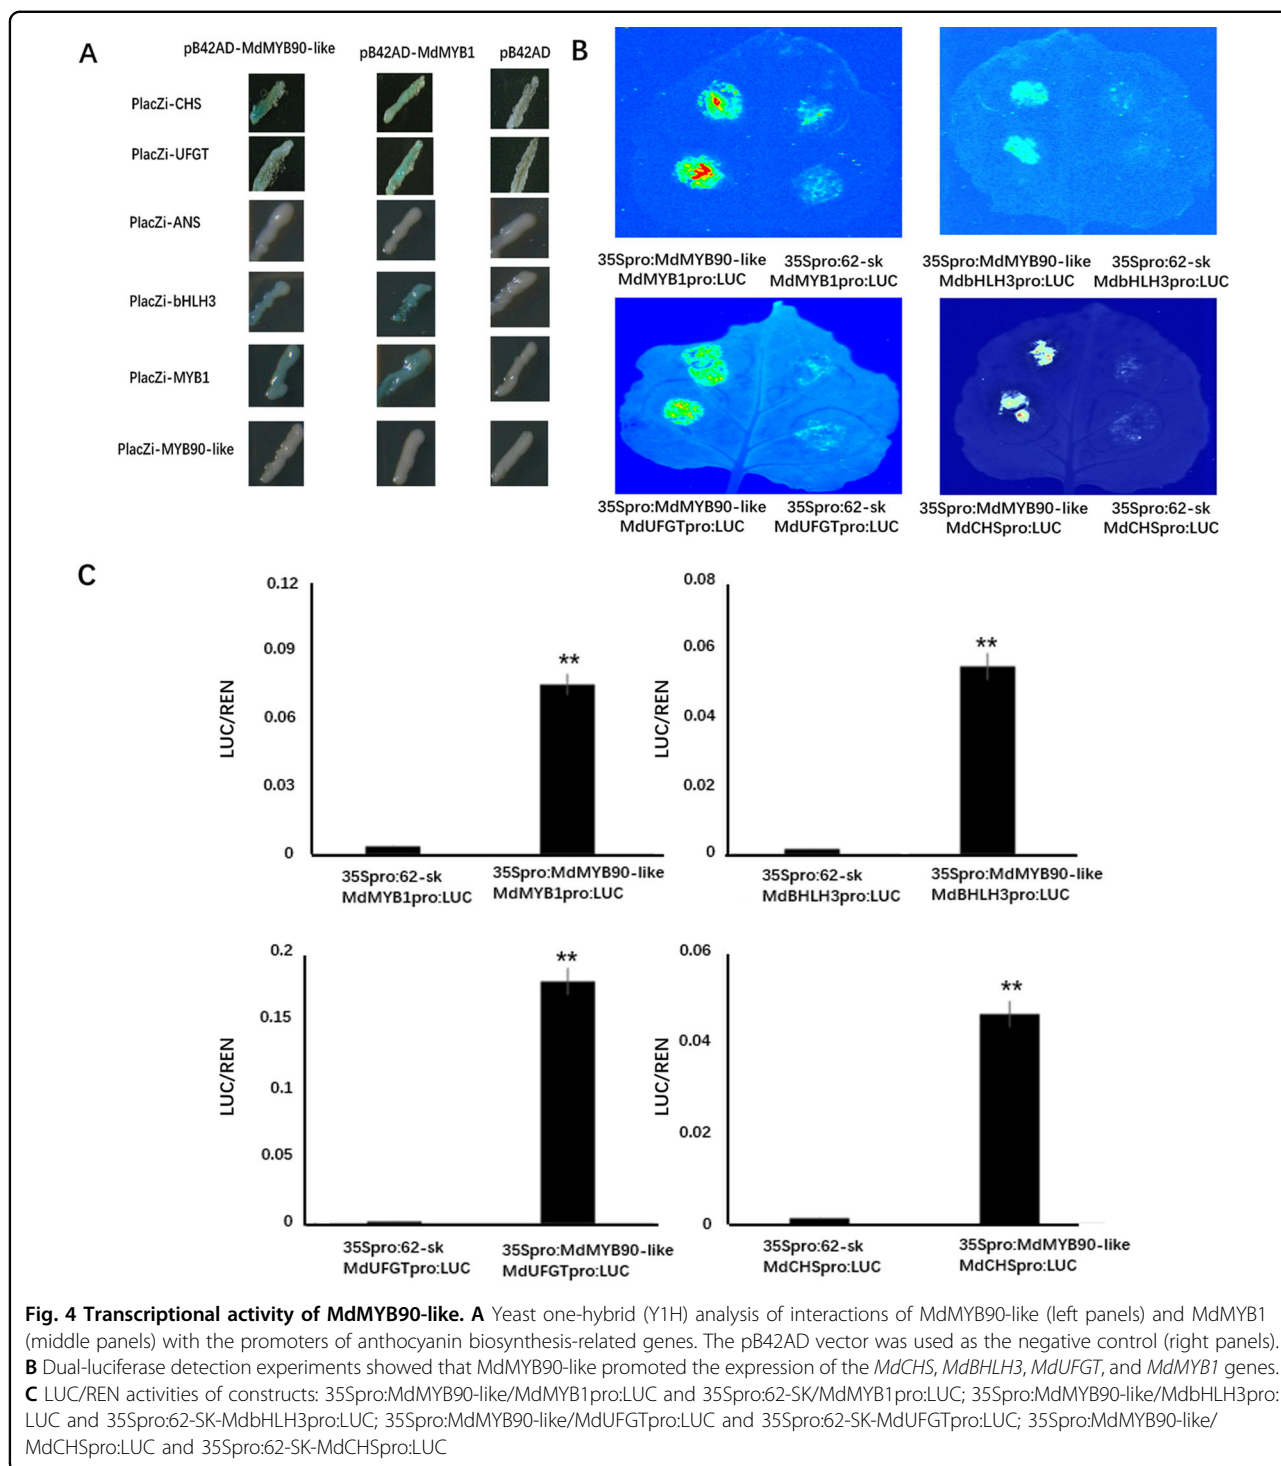 A
pB42AD-MdMYB90-like pB42AD-MdMYB1 pB42AD
PlacZi-CHS
PlacZi-UFGT
PlacZi-ANS
PlacZi-bHLH3
PlacZi-MYB1
PlacZi-MYB90-like
B
35Spro:MdMYB90-like 35Spro:62-sk
MdMYB1pro:LUC MdMYB1pro:LUC
35Spro:MdMYB90-like 35Spro:62-sk
MdbHLH3pro:LUC MdbHLH3pro:LUC
35Spro:MdMYB90-like 35Spro:62-sk
MdUFGTpro:LUC MdUFGTpro:LUC
35Spro:MdMYB90-like 35Spro:62-sk
MdCHSpro:LUC MdCHSpro:LUC
C
LUC/REN
0.12
0.09
0.06
0.03
0
**
35Spro:62-sk 35Spro:MdMYB90-like
MdMYB1pro:LUC MdMYB1pro:LUC
LUC/REN
0.08
0.06
0.04
0.02
0
**
35Spro:62-sk 35Spro:MdMYB90-like
MdBHLH3pro:LUC MdBHLH3pro:LUC
LUC/REN
0.2
0.15
0.1
0.05
0
**
35Spro:62-sk 35Spro:MdMYB90-like
MdUFGTpro:LUC MdUFGTpro:LUC
LUC/REN
0.06
0.04
0.02
0
**
35Spro:62-sk 35Spro:MdMYB90-like
MdCHSpro:LUC MdCHSpro:LUC
Fig. 4 Transcriptional activity of MdMYB90-like. A Yeast one-hybrid (Y1H) analysis of interactions of MdMYB90-like (left panels) and MdMYB1
(middle panels) with the promoters of anthocyanin biosynthesis-related genes. The pB42AD vector was used as the negative control (right panels).
B Dual-luciferase detection experiments showed that MdMYB90-like promoted the expression of the MdCHS, MdBHLH3, MdUFGT, and MdMYB1 genes.
C LUC/REN activities of constructs: 35Spro:MdMYB90-like/MdMYB1pro:LUC and 35Spro:62-SK/MdMYB1pro:LUC; 35Spro:MdMYB90-like/MdbHLH3pro:
LUC and 35Spro:62-SK-MdbHLH3pro:LUC; 35Spro:MdMYB90-like/MdUFGTpro:LUC and 35Spro:62-SK-MdUFGTpro:LUC; 35Spro:MdMYB90-like/
MdCHSpro:LUC and 35Spro:62-SK-MdCHSpro:LUC